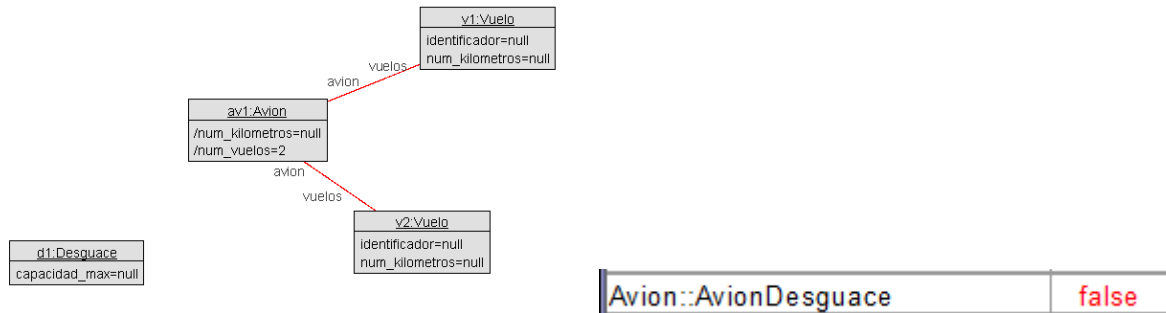 v1:Vuelo
identificador=null
num_kilometros=null
vuelos
avion
av1:Avion
/num_kilometros=null
/num_vuelos=2
avion
vuelos
v2:Vuelo
identificador=null
num_kilometros=null
d1:Desguace
capacidad_max=null
Avion::AvionDesguace false